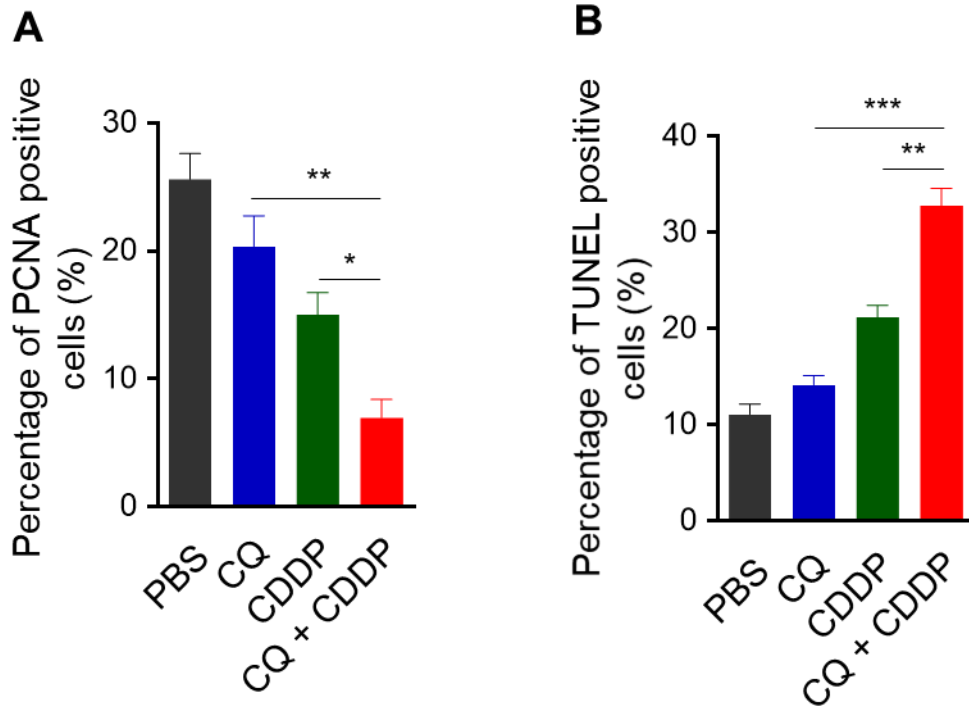 A
Percentage of PCNA positive
cells (%)
30
20
10
0
**
*
PBS
CQ
CDDP
CQ + CDDP
B
Percentage of TUNEL positive
cells (%)
40
30
20
10
0
***
**
PBS
CQ
CDDP
CQ + CDDP